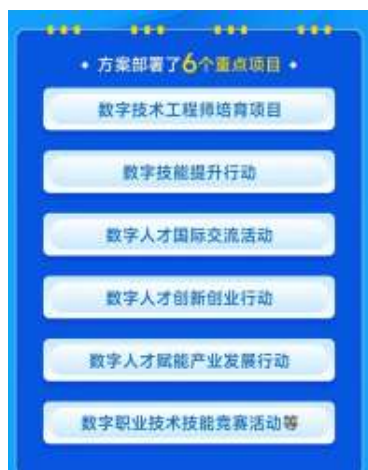 方案部署了6个重点项目
数字技术工程师培育项目
数字技能提升行动
数字人才国际交流活动
数字人才创新创业行动
数字人才赋能产业发展行动
数字职业技术技能竞赛活动等